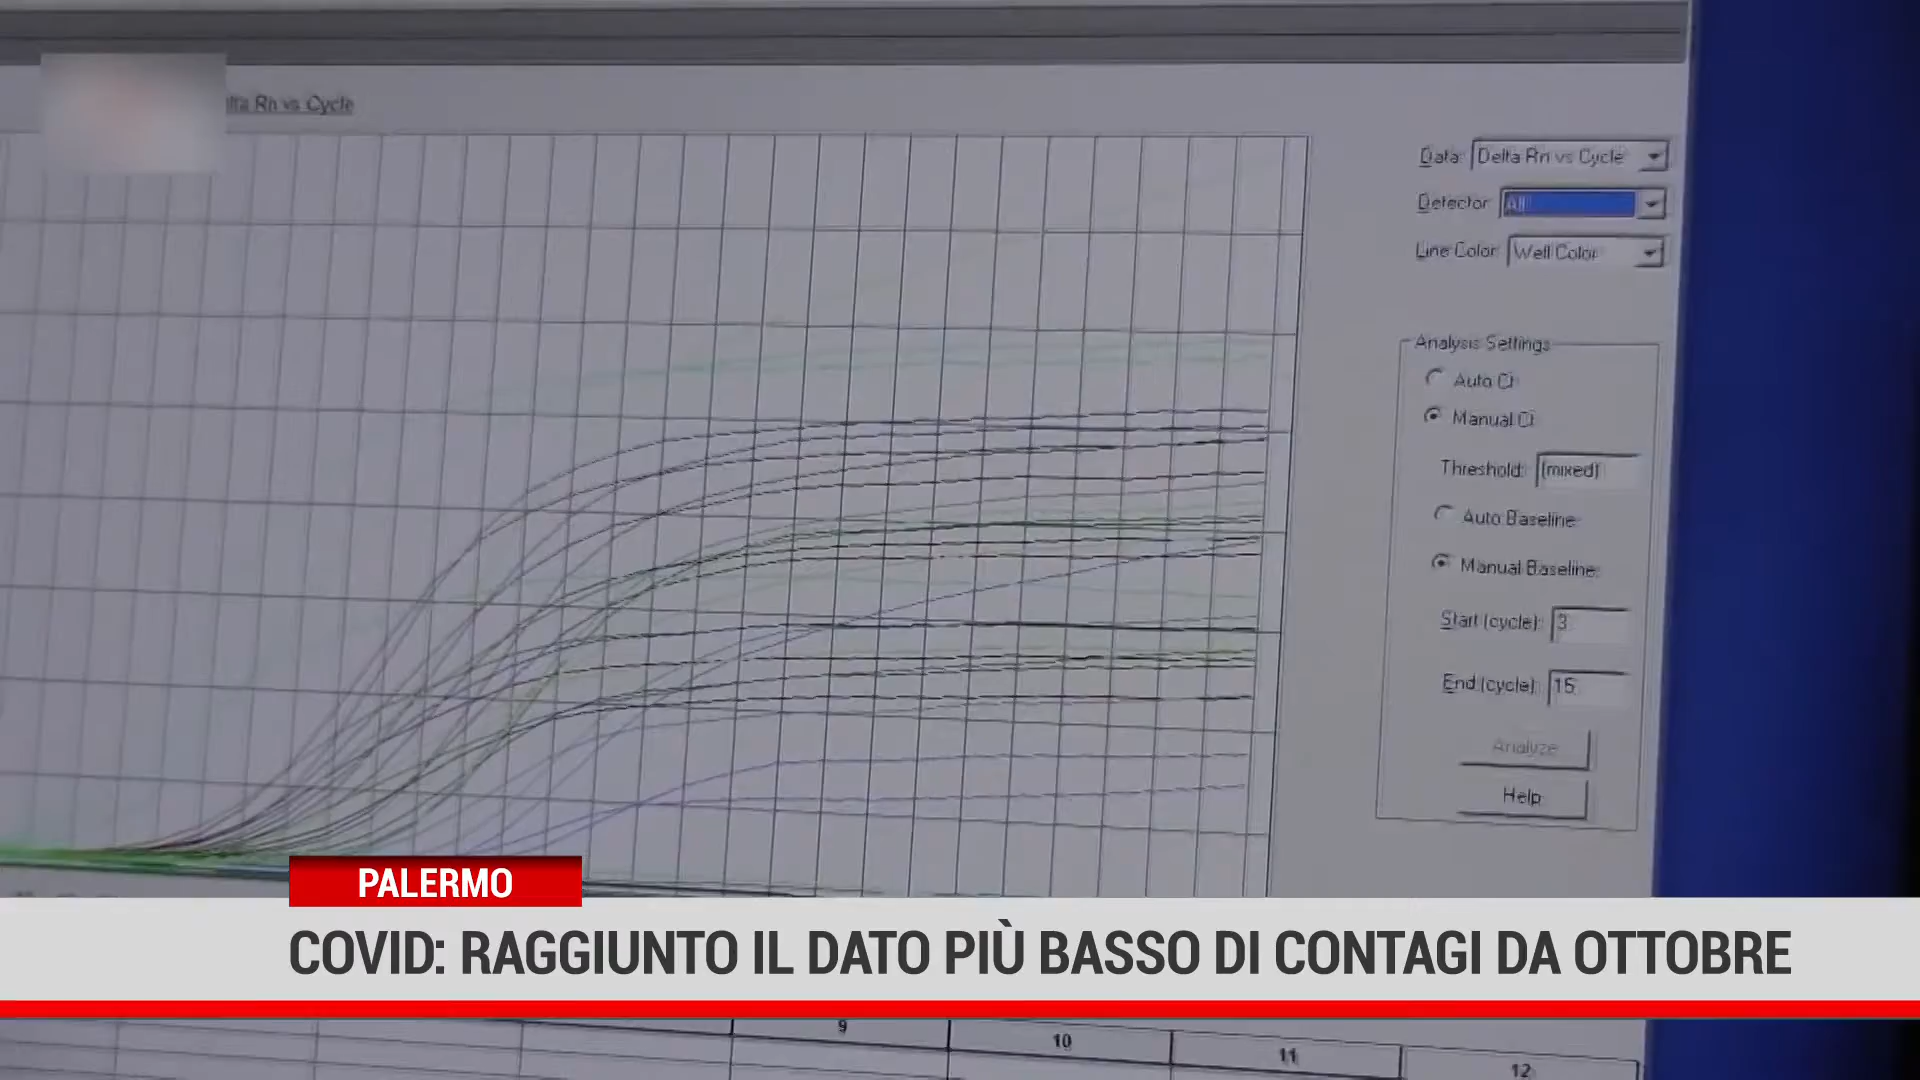 lta Rn vs Cycle
Data: Delta Rn vs Cycle
Detector: All
Line Color: Well Color
Analysis Settings
Auto Ct
Manual Ct
Threshold: (mixed)
Auto Baseline
Manual Baseline:
Start (cycle): 3
End (cycle): 15
Analyze
Help
PALERMO
COVID: RAGGIUNTO IL DATO PIÙ BASSO DI CONTAGI DA OTTOBRE
9
10
11
12